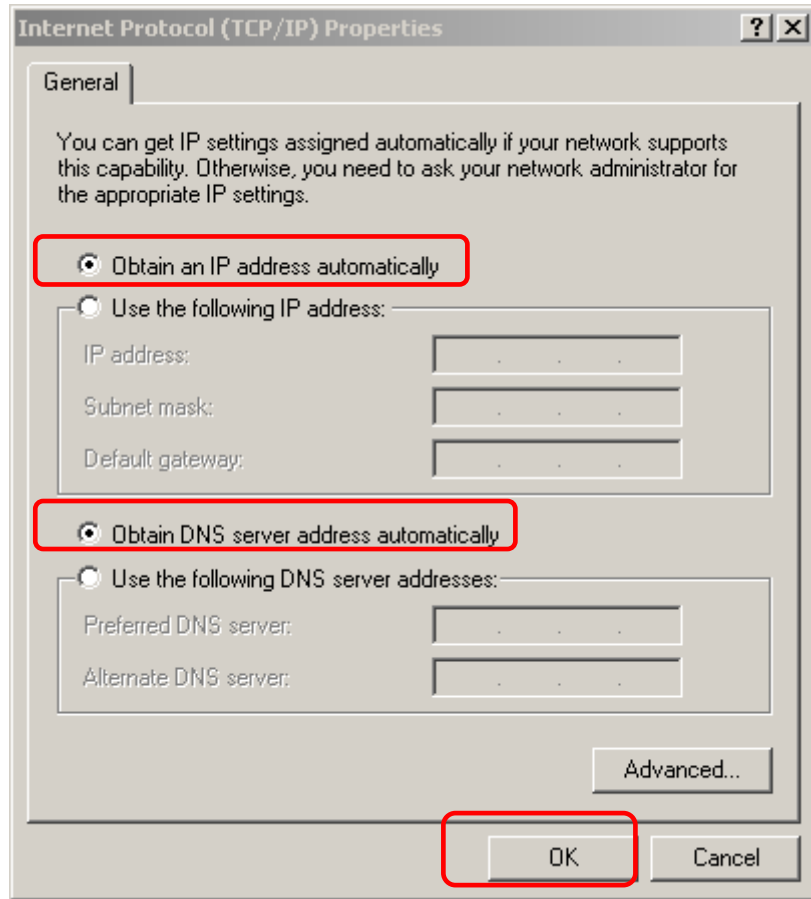 Internet Protocol (TCP/IP) Properties
General
You can get IP settings assigned automatically if your network supports
this capability. Otherwise, you need to ask your network administrator for
the appropriate IP settings.
Obtain an IP address automatically
Use the following IP address:
IP address:
Subnet mask:
Default gateway:
Obtain DNS server address automatically
Use the following DNS server addresses:
Preferred DNS server:
Alternate DNS server:
Advanced...
OK Cancel